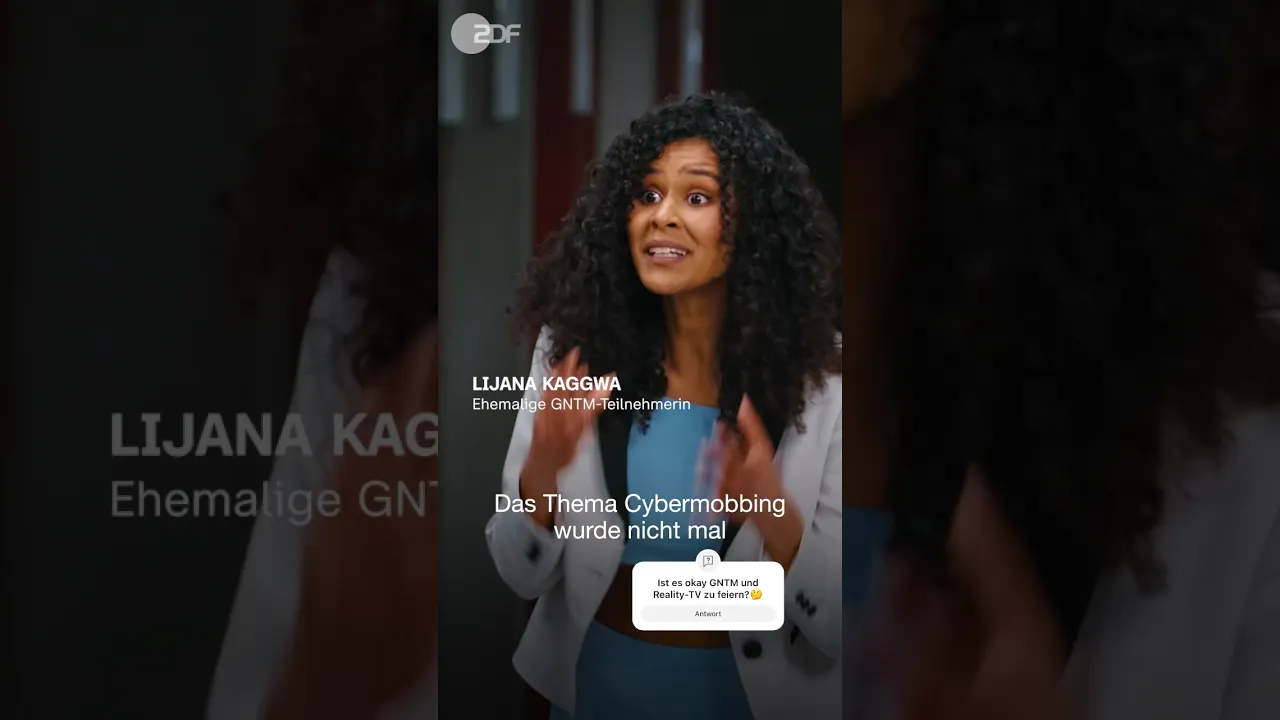 ZDF
LIJANA KAGGWA
Ehemalige GNTM-Teilnehmerin
LIJANA KAG
Ehemalige GNT
Das Thema Cybermobbing
wurde nicht mal
Ist es okay GNTM und
Reality-TV zu feiern?🤔
Antwort